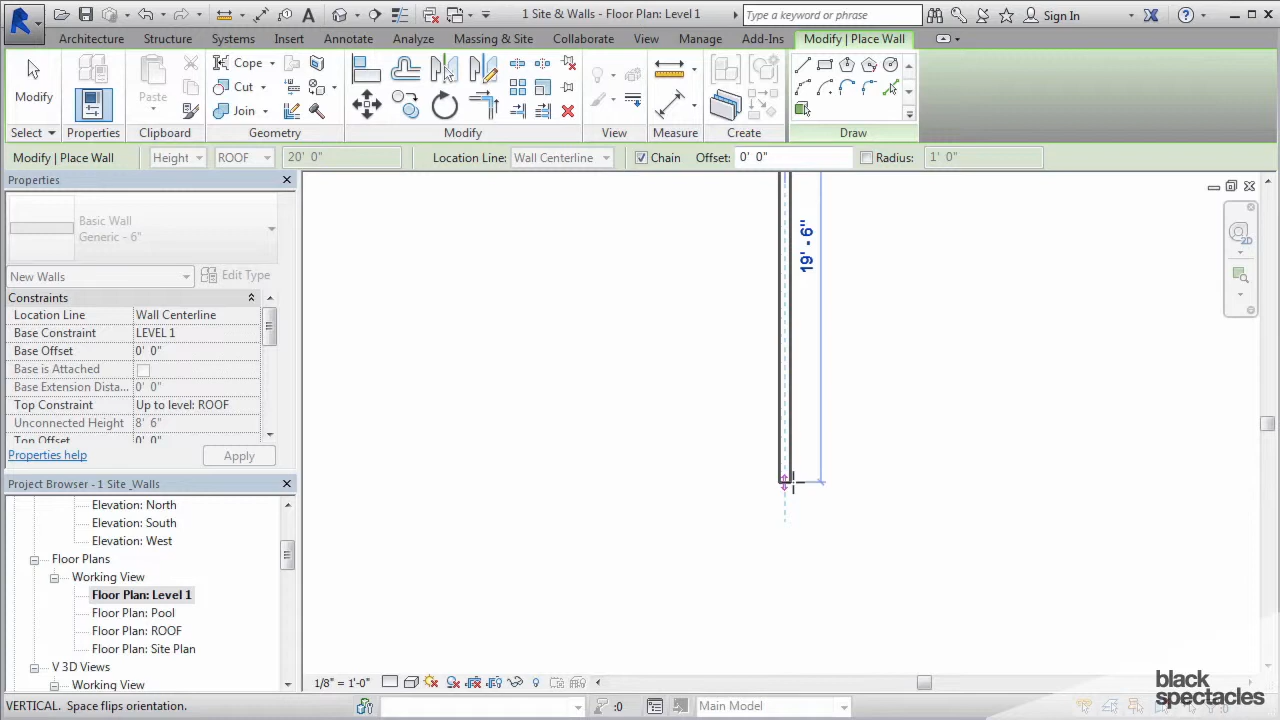 1 Site & Walls - Floor Plan: Level 1
Type a keyword or phrase
Sign In
Architecture Structure Systems Insert Annotate Analyze Massing & Site Collaborate View Manage Add-Ins Modify | Place Wall
Modify
Paste
Cope
Cut
Join
Select Properties Clipboard Geometry Modify View Measure Create Draw
Modify | Place Wall Height ROOF 20' 0" Location Line: Wall Centerline Chain Offset: 0' 0" Radius: 1' 0"
Properties
Basic Wall
Generic - 6"
New Walls Edit Type
Constraints
Location Line Wall Centerline
Base Constraint LEVEL 1
Base Offset 0' 0"
Base is Attached
Base Extension Dista... 0' 0"
Top Constraint Up to level: ROOF
Unconnected Height 8' 6"
Top Offset 0' 0"
Properties help Apply
19' - 6"
2D
Project Browser - 1 Site _Walls
Elevation: North
Elevation: South
Elevation: West
Floor Plans
Working View
Floor Plan: Level 1
Floor Plan: Pool
Floor Plan: ROOF
Floor Plan: Site Plan
V 3D Views
Working View
1/8" = 1'-0"
VERTICAL. Space flips orientation.
:0
Main Model
:0
black
spectacles